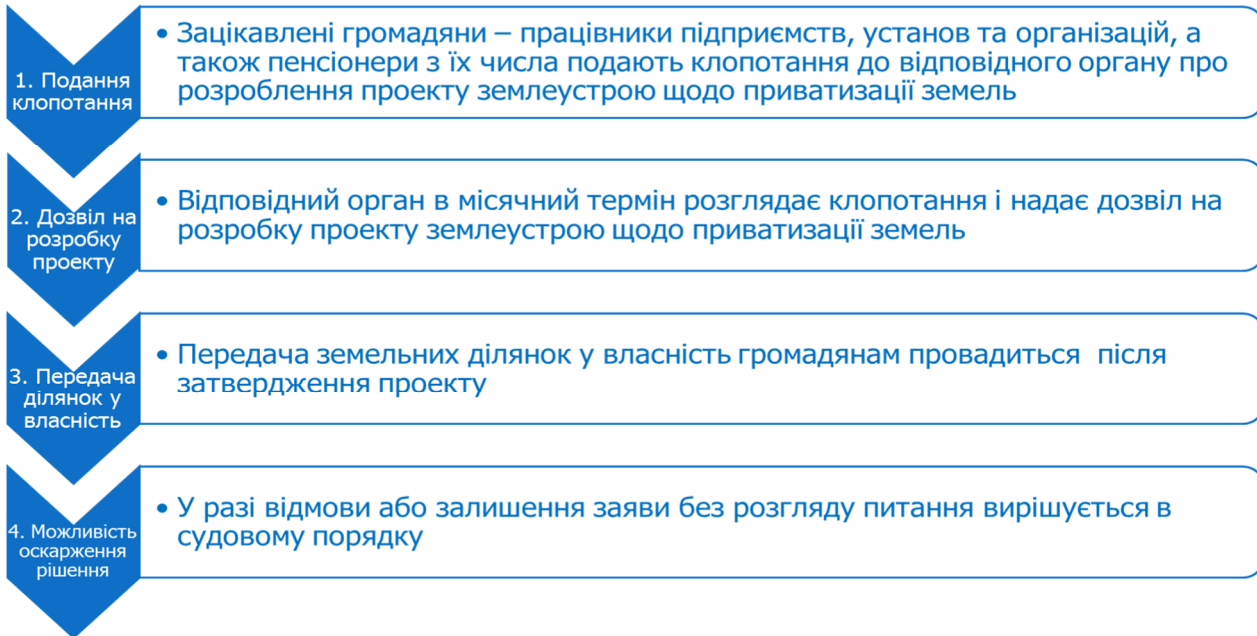 1. Подання
клопотання
• Зацікавлені громадяни – працівники підприємств, установ та організацій, а
також пенсіонери з їх числа подають клопотання до відповідного органу про
розроблення проекту землеустрою щодо приватизації земель
2. Дозвіл на
розробку
проекту
• Відповідний орган в місячний термін розглядає клопотання і надає дозвіл на
розробку проекту землеустрою щодо приватизації земель
3. Передача
ділянок у
власність
• Передача земельних ділянок у власність громадянам провадиться після
затвердження проекту
4. Можливість
оскарження
рішення
• У разі відмови або залишення заяви без розгляду питання вирішується в
судовому порядку